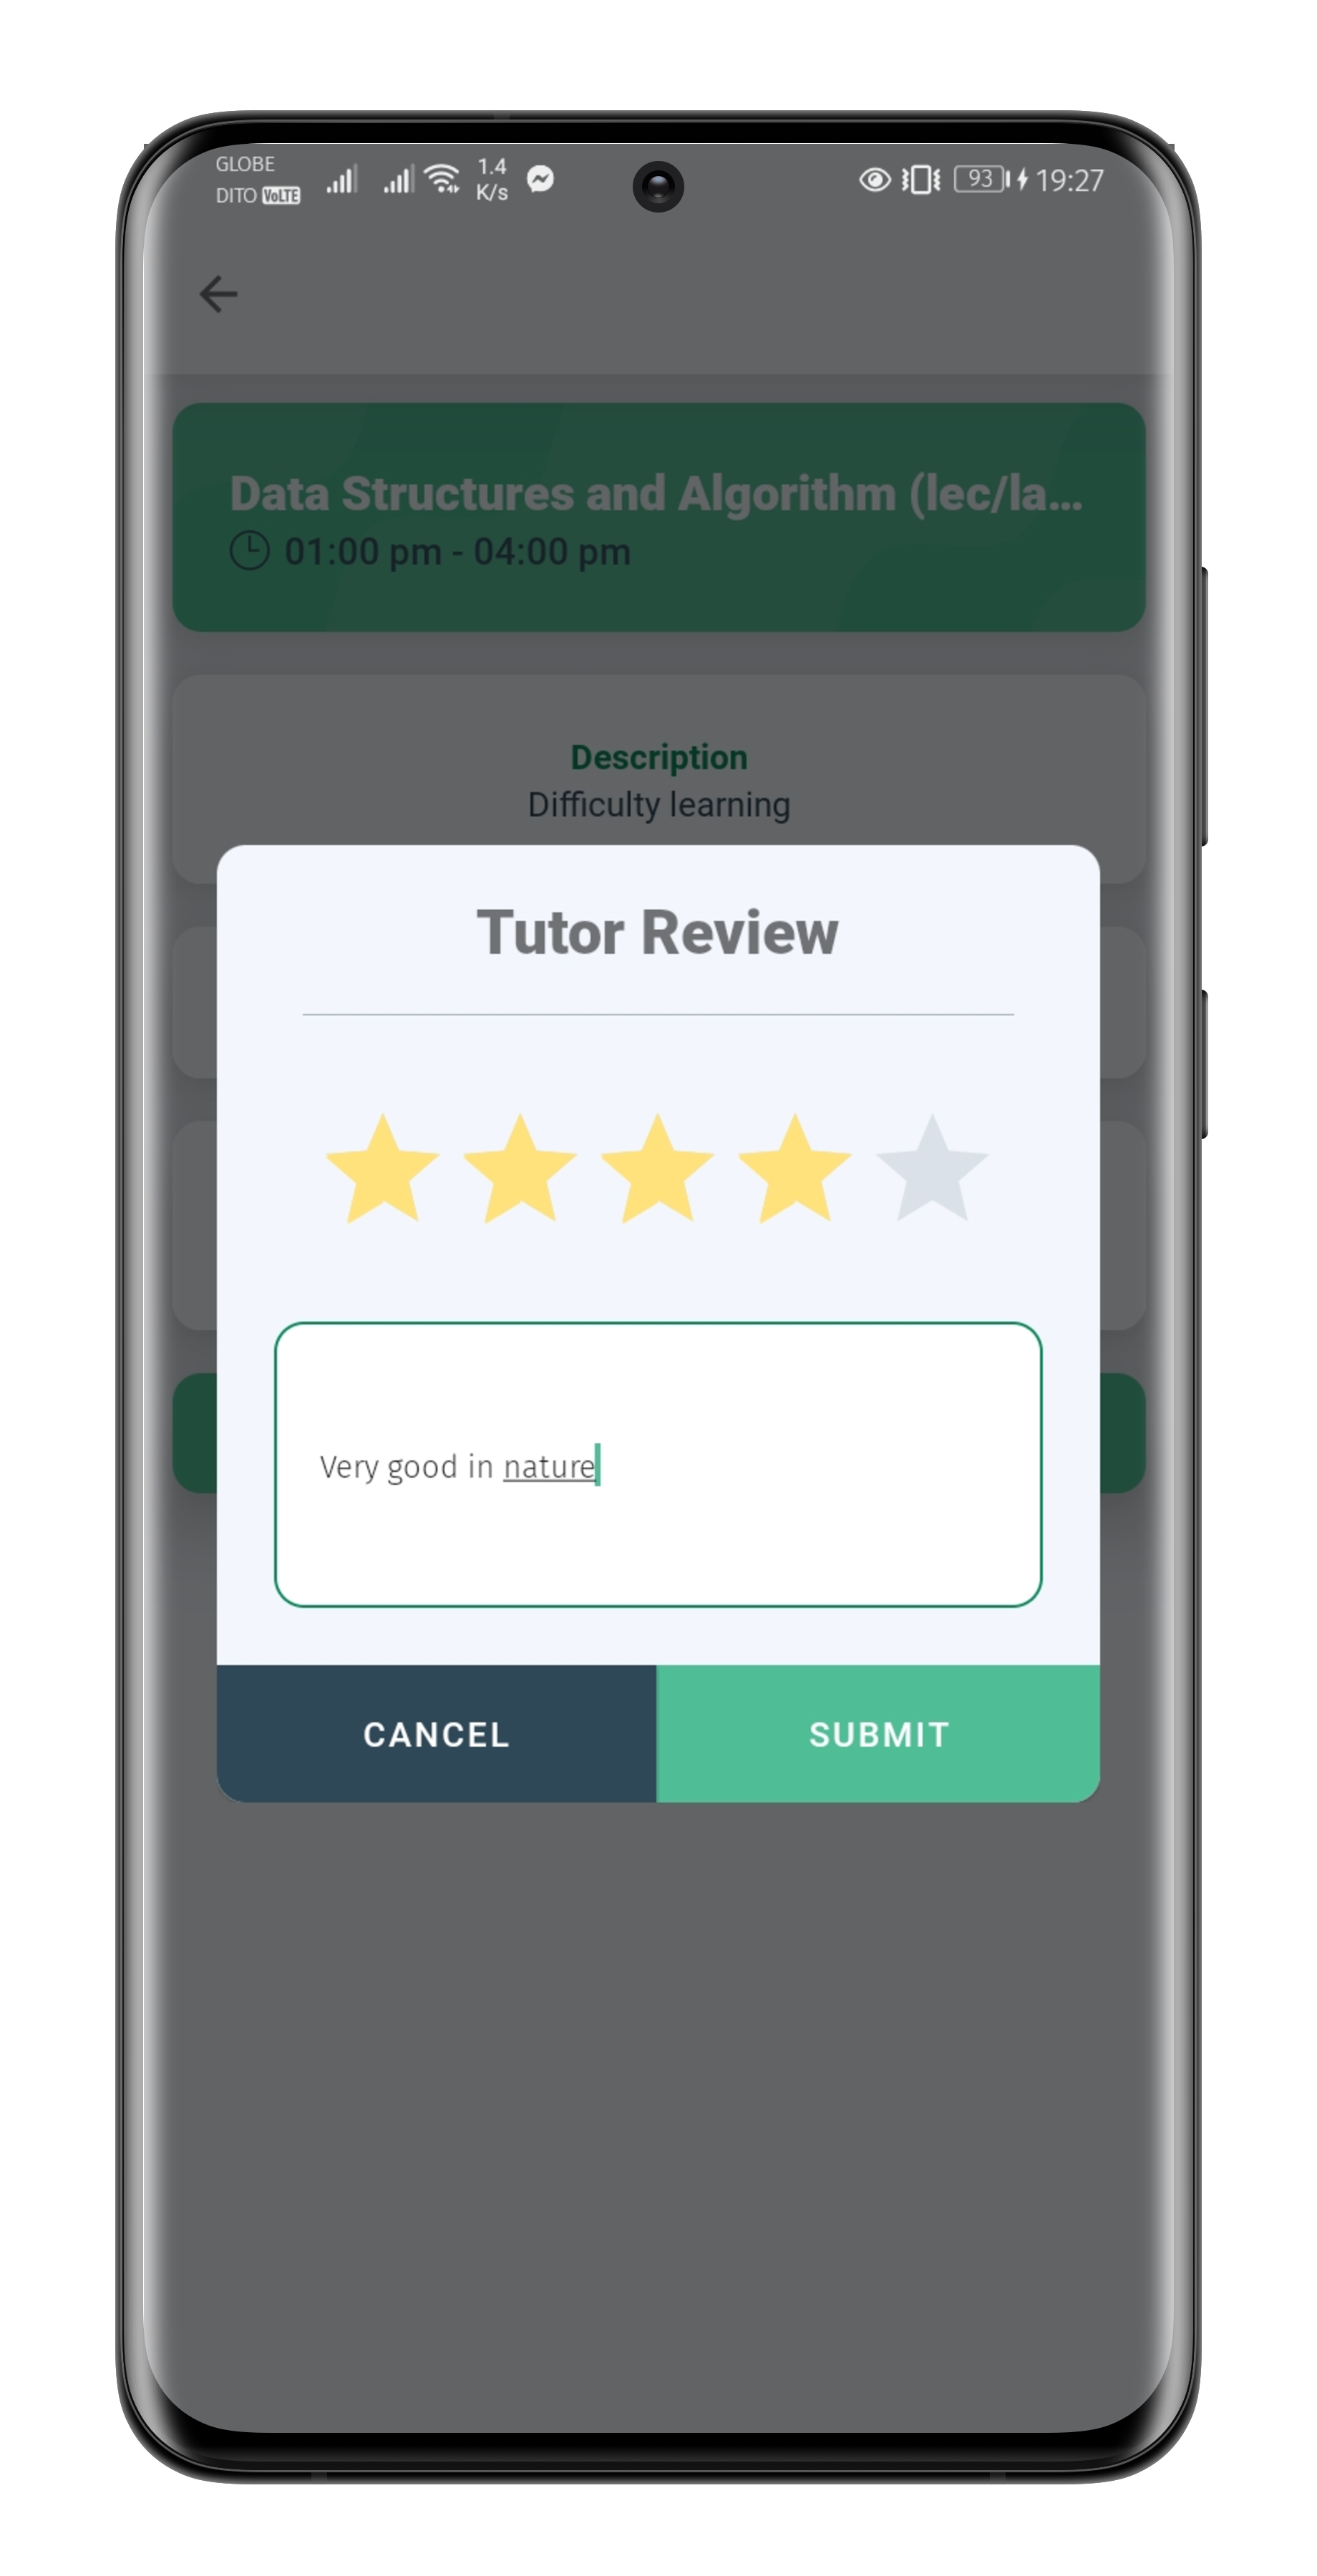 GLOBE
DITO VoLTE
1.4
K/s
93
19:27
Data Structures and Algorithm (lec/la...
01:00 pm - 04:00 pm
Description
Difficulty learning
Tutor Review
Very good in nature
CANCEL
SUBMIT